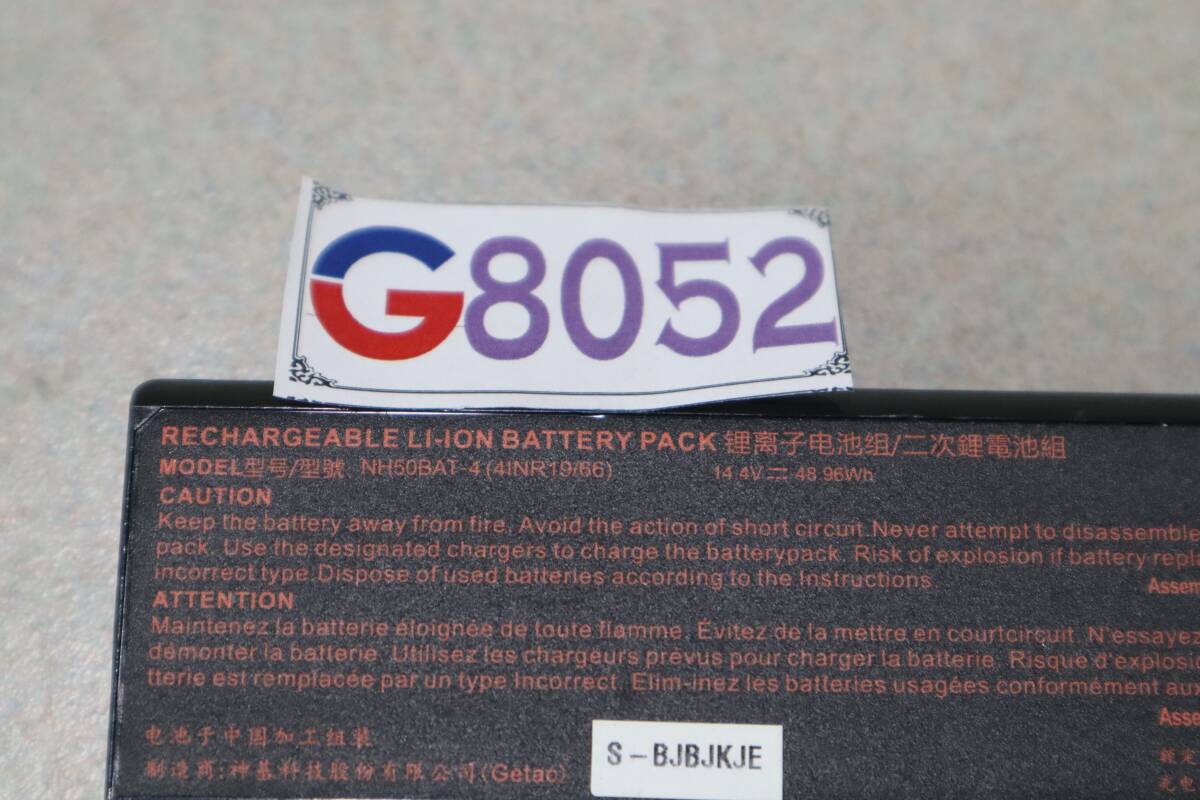 G8052
RECHARGEABLE LI-ION BATTERY PACK 锂离子电池组/二次鋰電池組
MODEL型号/型號 NH50BAT-4 (4INR19/66) 14.4V⎓48.96Wh
CAUTION
Keep the battery away from fire. Avoid the action of short circuit.Never attempt to disassemble
pack. Use the designated chargers to charge the batterypack. Risk of explosion if battery repl
incorrect type.Dispose of used batteries according to the Instructions
Assem
ATTENTION
Maintenez la batterie éloignée de toute flamme. Évitez de la mettre en courtcircuit. N'essayez
démonter la batterie. Utilisez les chargeurs prévus pour charger la batterie. Risque d'explosi
tterie est remplacée par un type Incorrect. Elim-inez les batteries usagées conformément au
Asse
电池于中国加工组装
制造商:神基科技股份有限公司(Getac)
S-BJBJKJE